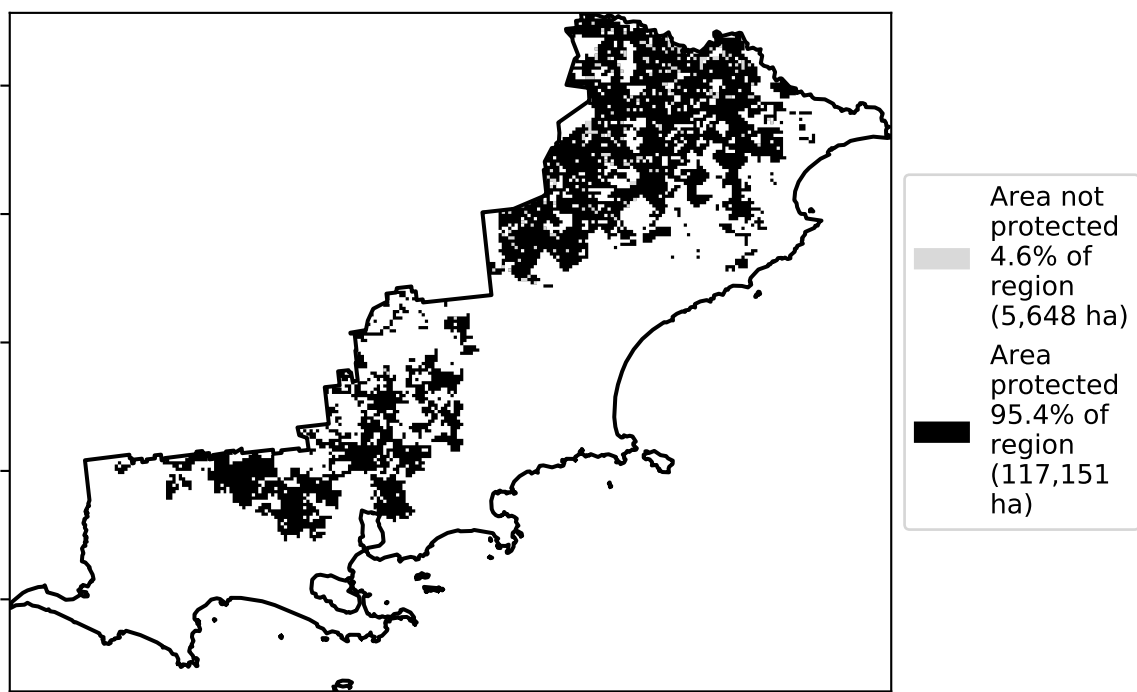 Area not
protected
4.6% of
region
(5,648 ha)
Area
protected
95.4% of
region
(117,151
ha)